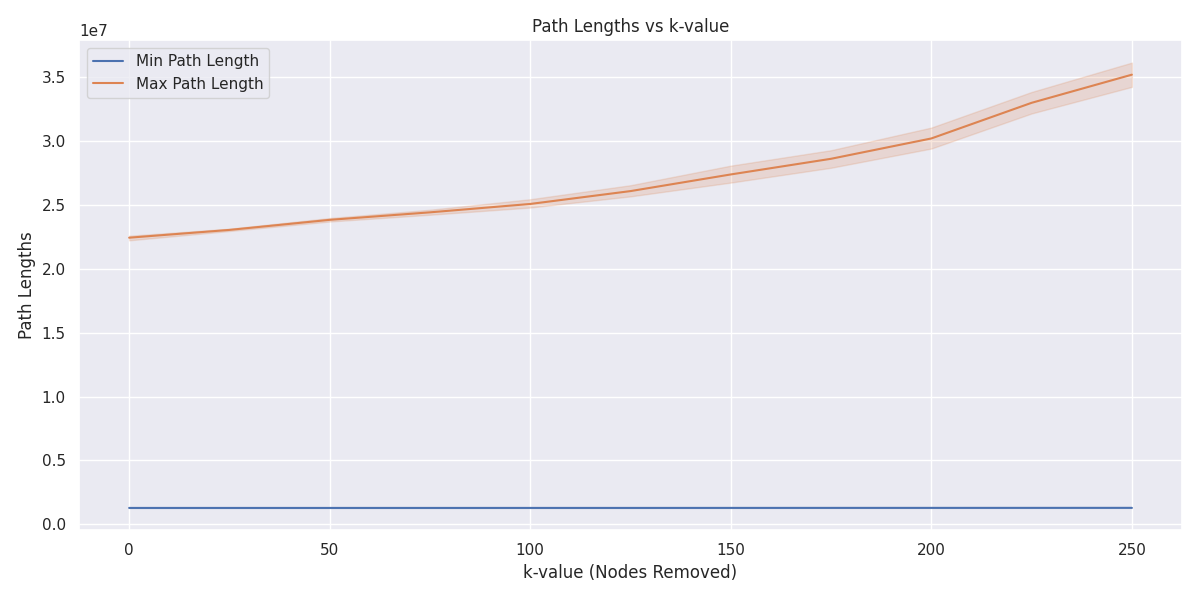 Path Lengths vs k-value
1e7
Min Path Length
Max Path Length
3.5
3.0
2.5
2.0
1.5
1.0
0.5
0.0
Path Lengths
0 50 100 150 200 250
k-value (Nodes Removed)